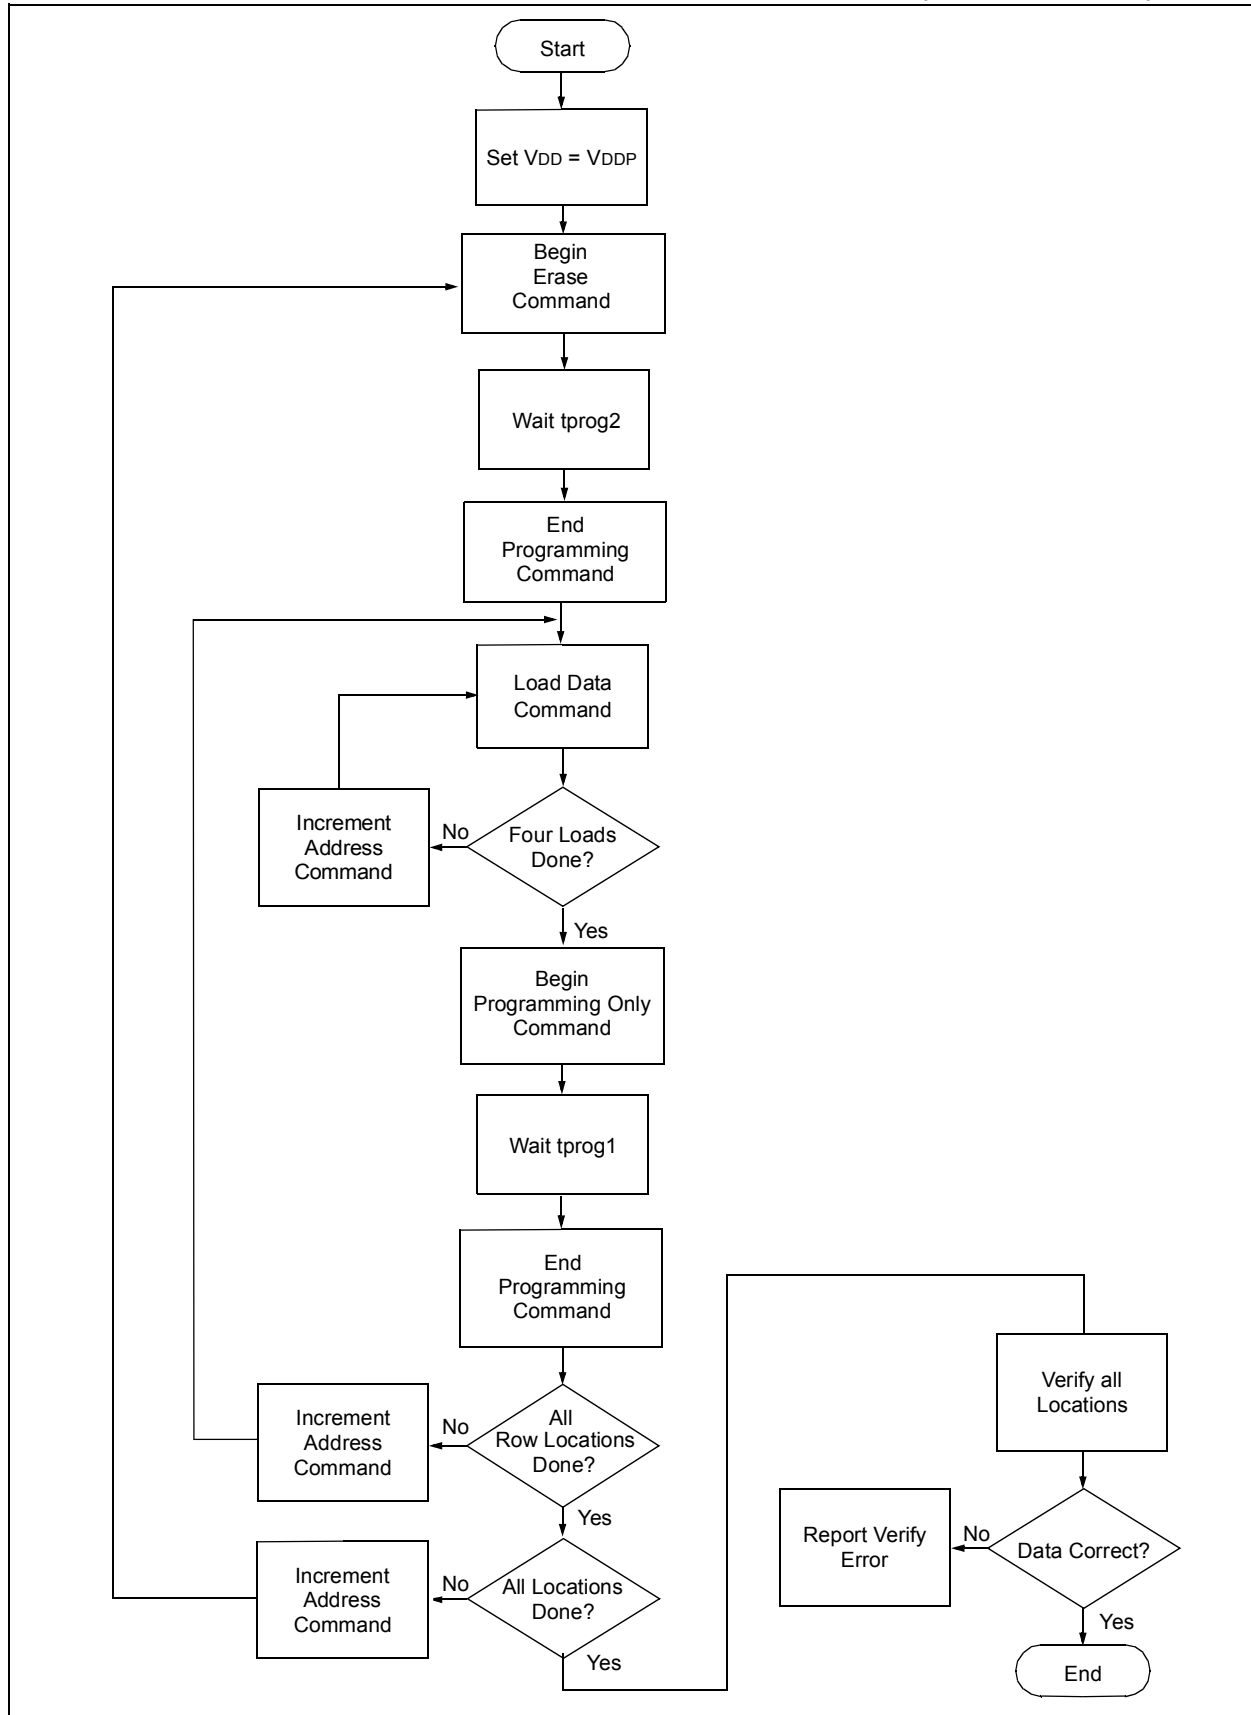 Start
Set VDD = VDDP
Begin
Erase
Command
Wait tprog2
End
Programming
Command
Load Data
Command
Increment
Address
Command
No
Four Loads
Done?
Yes
Begin
Programming Only
Command
Wait tprog1
End
Programming
Command
Increment
Address
Command
No
All
Row Locations
Done?
Yes
Increment
Address
Command
No
All Locations
Done?
Yes
Verify all
Locations
Report Verify
Error
No
Data Correct?
Yes
End